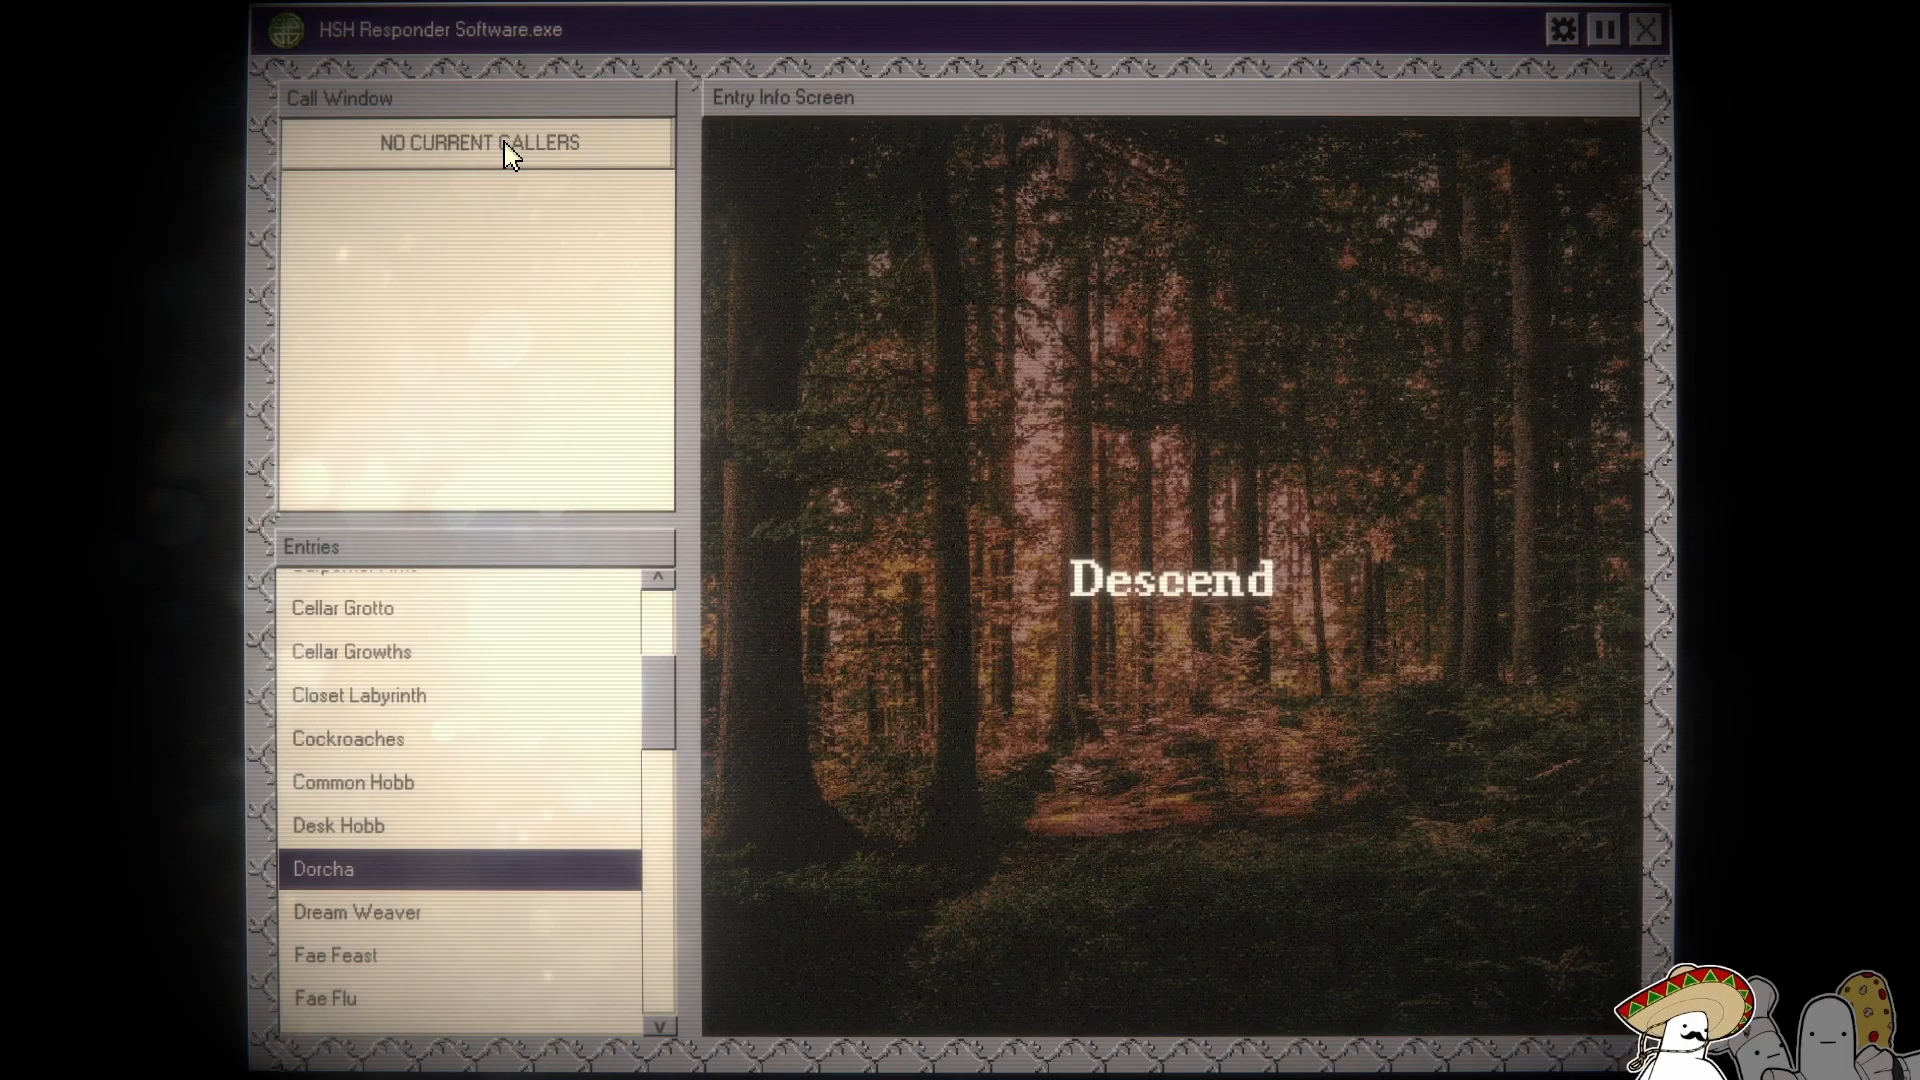 HSH Responder Software.exe
Call Window
NO CURRENT CALLERS
Entries
Cellar Grotto
Cellar Growths
Closet Labyrinth
Cockroaches
Common Hobb
Desk Hobb
Dorcha
Dream Weaver
Fae Feast
Fae Flu
Entry Info Screen
Descend